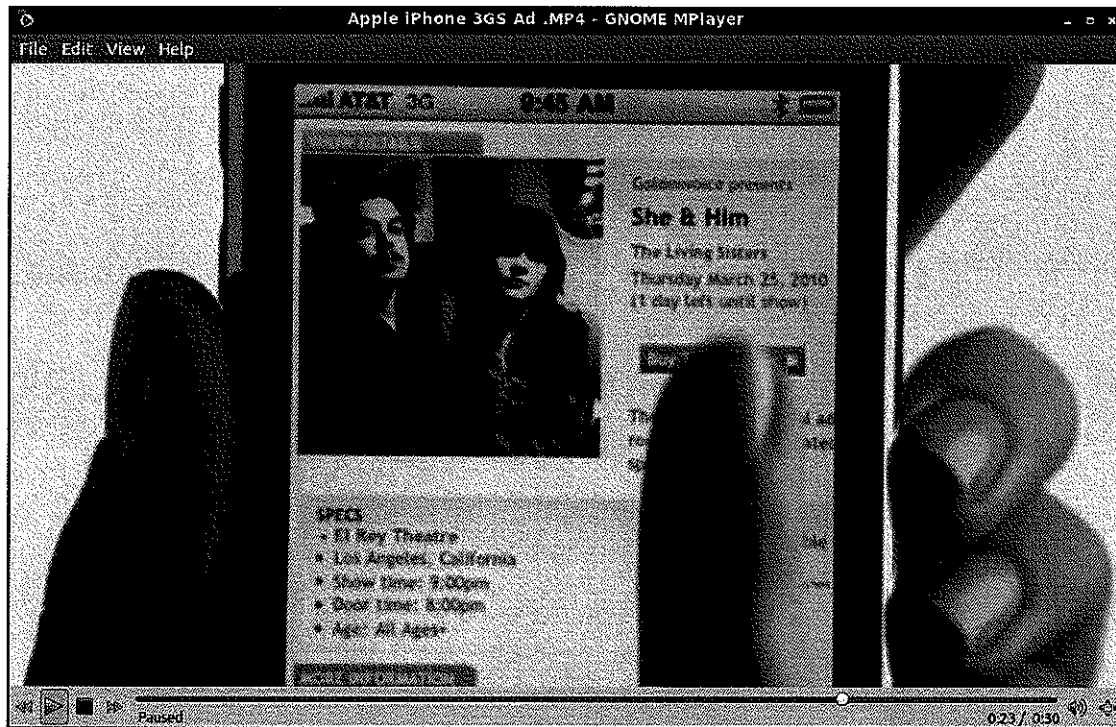 Apple iPhone 3GS Ad .MP4 - GNOME MPlayer
File Edit View Help
AT&T 3G 9:43 AM
Goldenvoice presents
She & Him
The Living Sisters
Thursday March 25, 2010
(1 day left until show)
SPECS
• El Rey Theatre
• Los Angeles, California
• Show time: 9:00pm
• Door time: 8:00pm
• Age: All Ages+
Paused
0:23 / 0:30